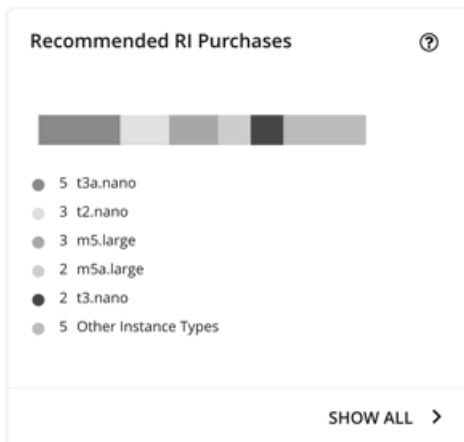 Recommended RI Purchases
5 t3a.nano
3 t2.nano
3 m5.large
2 m5a.large
2 t3.nano
5 Other Instance Types
SHOW ALL